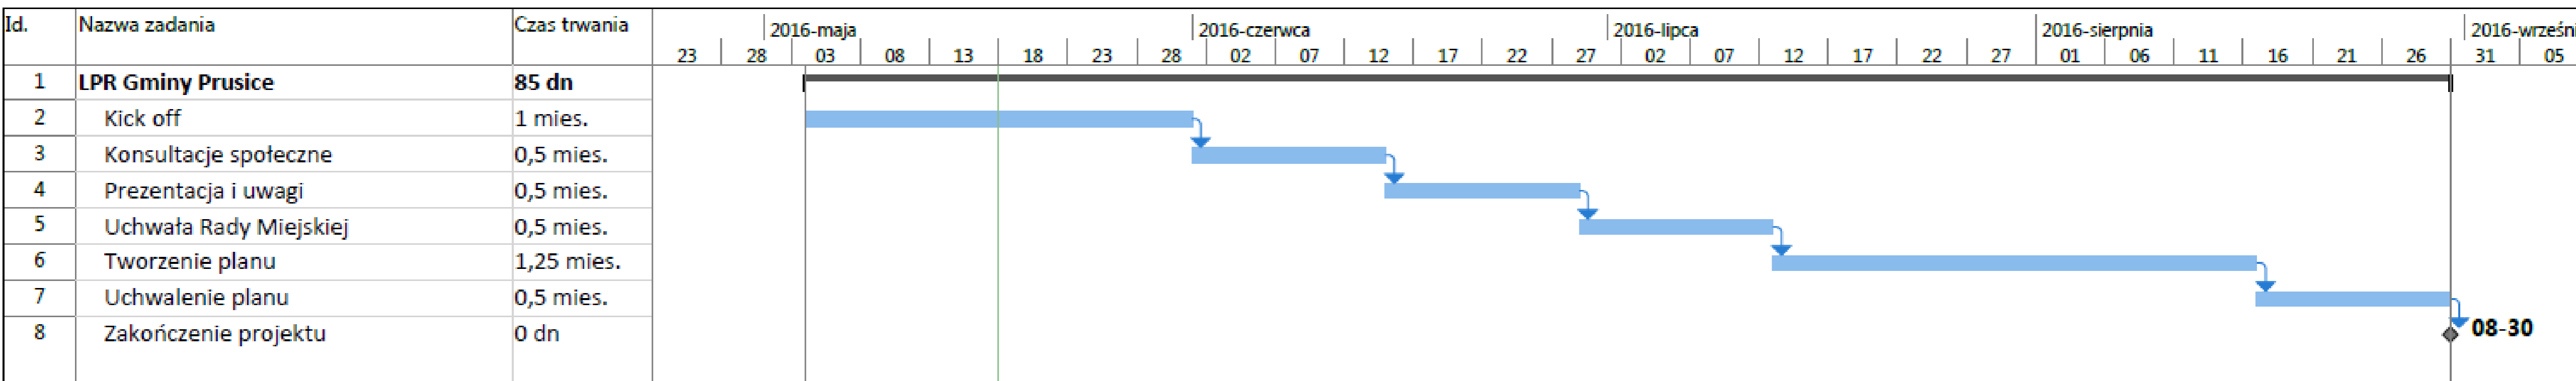 Id. Nazwa zadania Czas trwania 2016-maja 2016-czerwca 2016-lipca 2016-sierpnia 2016-wrześni
23 28 03 08 13 18 23 28 02 07 12 17 22 27 02 07 12 17 22 27 01 06 11 16 21 26 31 05
1 LPR Gminy Prusice 85 dn
2 Kick off 1 mies.
3 Konsultacje społeczne 0,5 mies.
4 Prezentacja i uwagi 0,5 mies.
5 Uchwała Rady Miejskiej 0,5 mies.
6 Tworzenie planu 1,25 mies.
7 Uchwalenie planu 0,5 mies.
8 Zakończenie projektu 0 dn 08-30